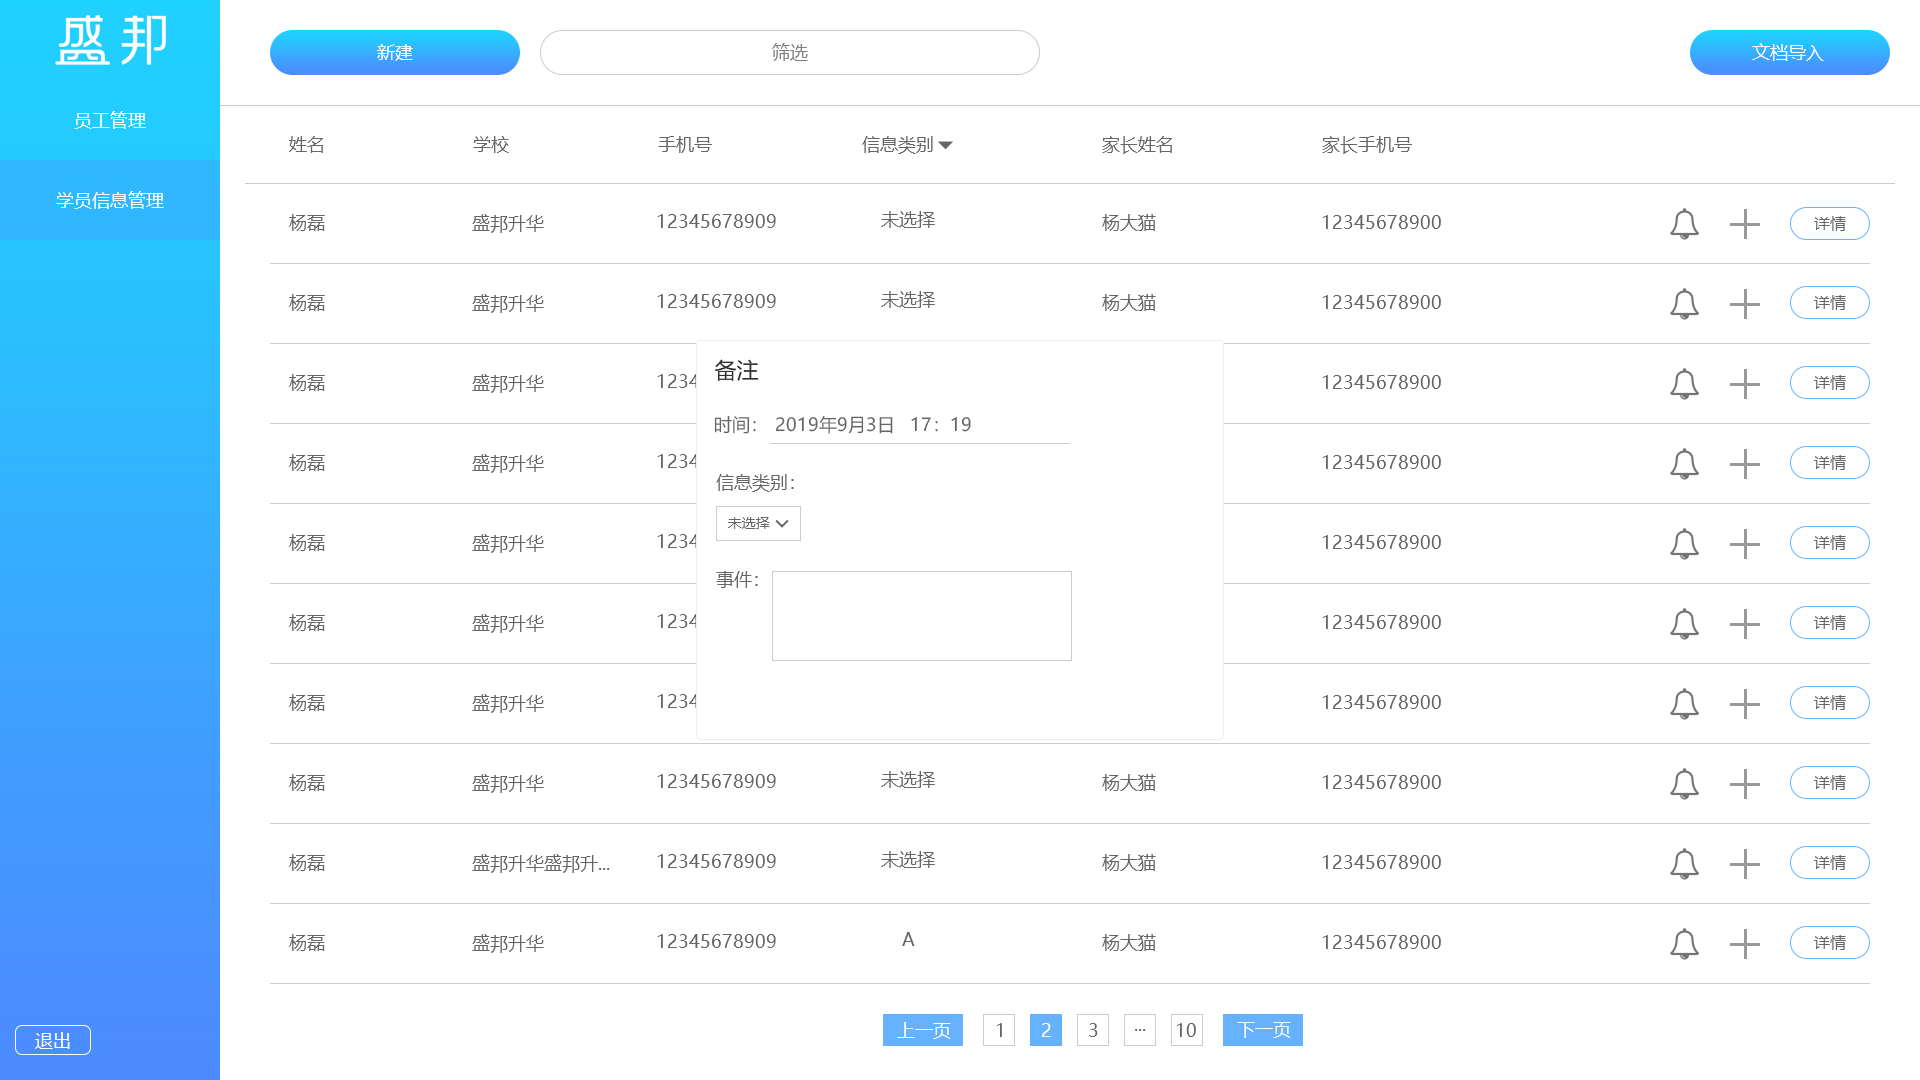 盛邦
员工管理
学员信息管理
退出
新建
筛选
文档导入
姓名 学校 手机号 信息类别 家长姓名 家长手机号
杨磊 盛邦升华 12345678909 未选择 杨大猫 12345678900 详情
杨磊 盛邦升华 12345678909 未选择 杨大猫 12345678900 详情
杨磊 盛邦升华 1234 12345678900 详情
杨磊 盛邦升华 1234 12345678900 详情
杨磊 盛邦升华 1234 12345678900 详情
杨磊 盛邦升华 1234 12345678900 详情
杨磊 盛邦升华 1234 12345678900 详情
杨磊 盛邦升华 12345678909 未选择 杨大猫 12345678900 详情
杨磊 盛邦升华盛邦升... 12345678909 未选择 杨大猫 12345678900 详情
杨磊 盛邦升华 12345678909 A 杨大猫 12345678900 详情
备注
时间： 2019年9月3日 17：19
信息类别：
未选择
事件：
上一页 1 2 3 ... 10 下一页